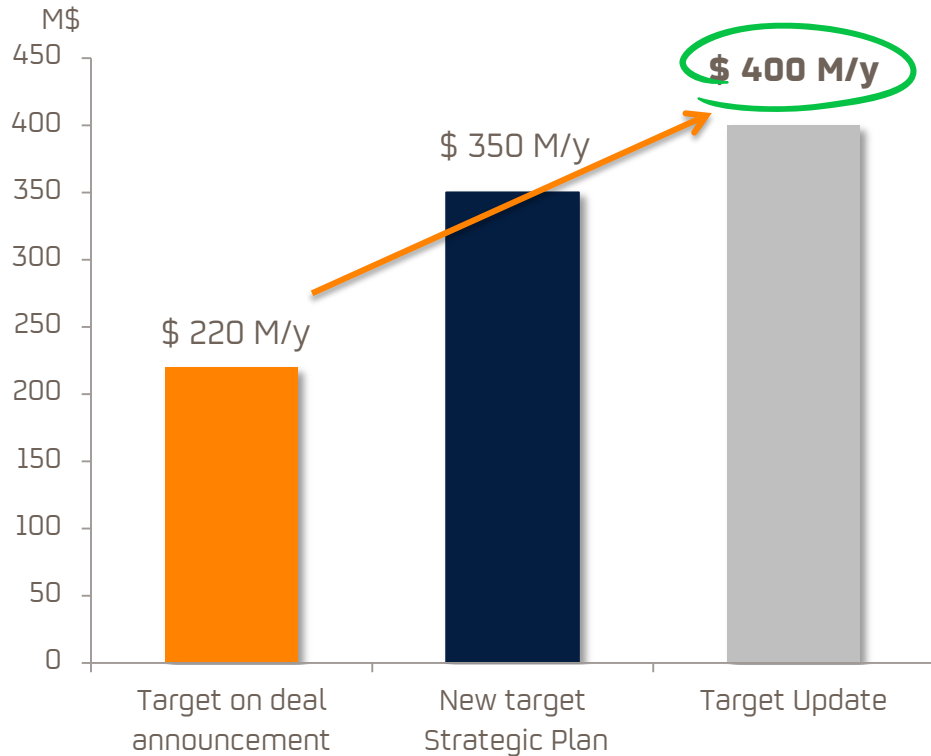 M$
450
400
350
300
250
200
150
100
50
0
$ 220 M/y
$ 350 M/y
$ 400 M/y
Target on deal
announcement
New target
Strategic Plan
Target Update